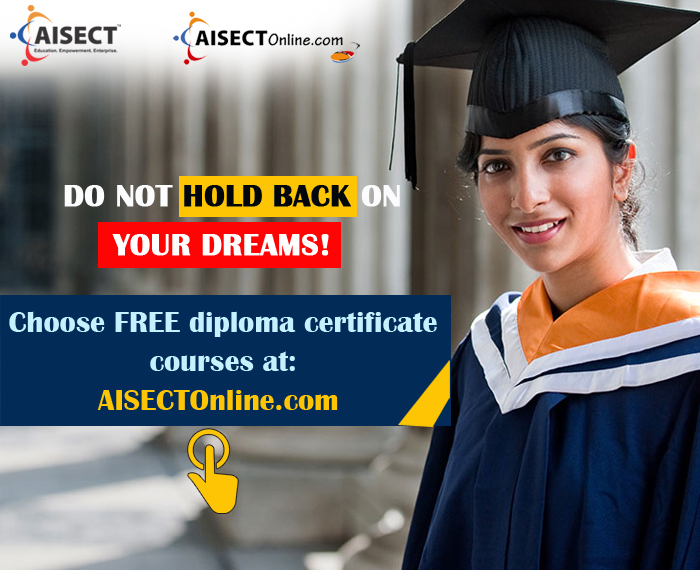 AISECT™
Education. Empowerment. Enterprise.
AISECTOnline.com
DO NOT HOLD BACK ON
YOUR DREAMS!
Choose FREE diploma certificate
courses at:
AISECTOnline.com